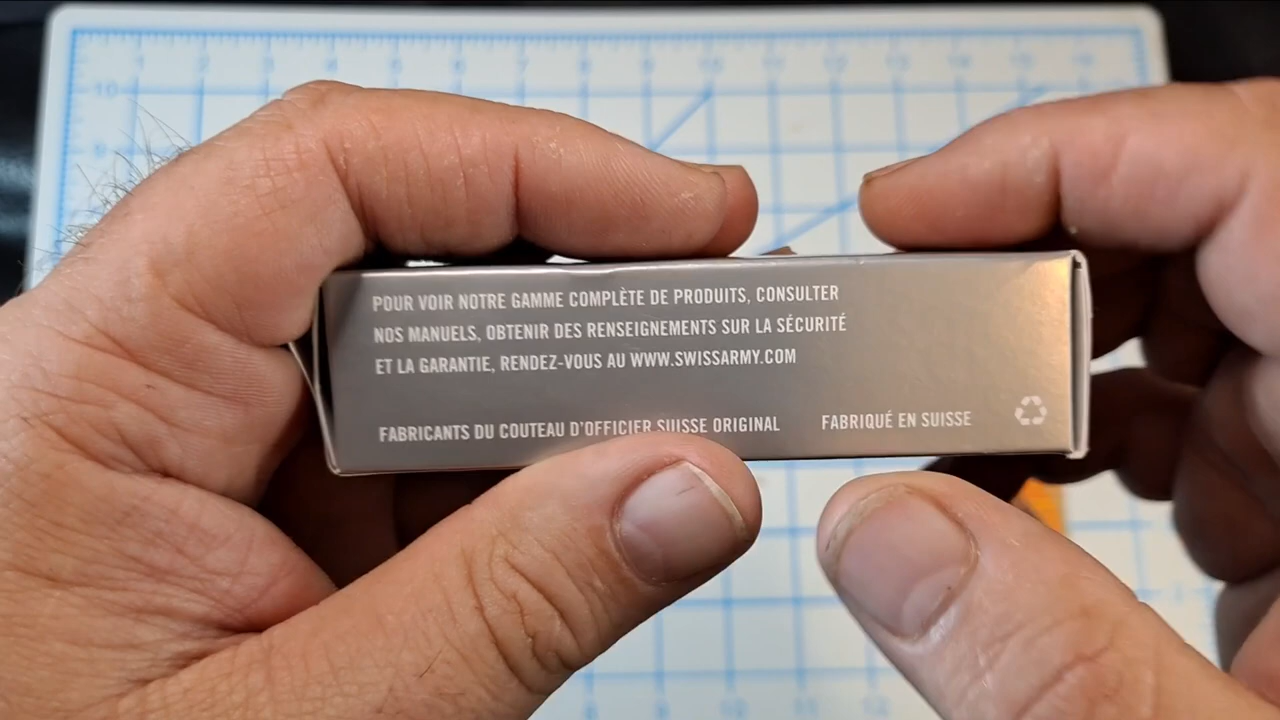 POUR VOIR NOTRE GAMME COMPLÈTE DE PRODUITS, CONSULTER
NOS MANUELS, OBTENIR DES RENSEIGNEMENTS SUR LA SÉCURITÉ
ET LA GARANTIE, RENDEZ-VOUS AU WWW.SWISSARMY.COM
FABRICANTS DU COUTEAU D'OFFICIER SUISSE ORIGINAL FABRIQUÉ EN SUISSE